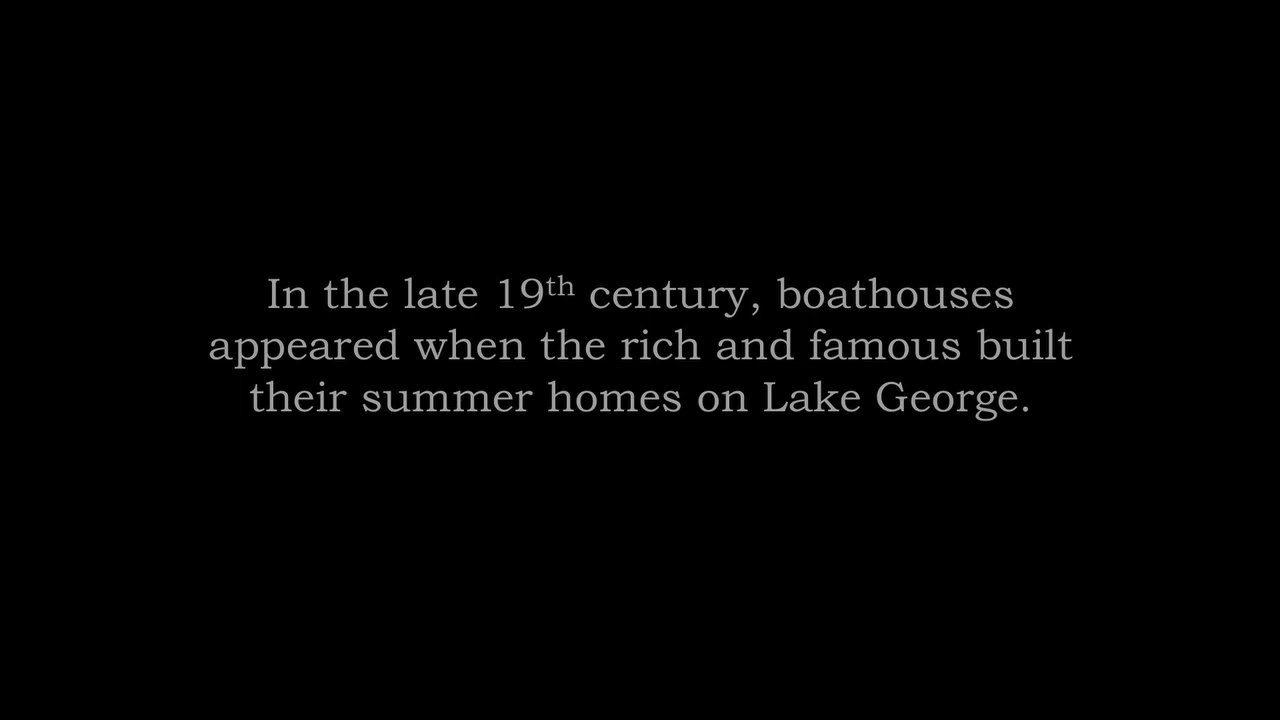 In the late 19th century, boathouses
appeared when the rich and famous built
their summer homes on Lake George.